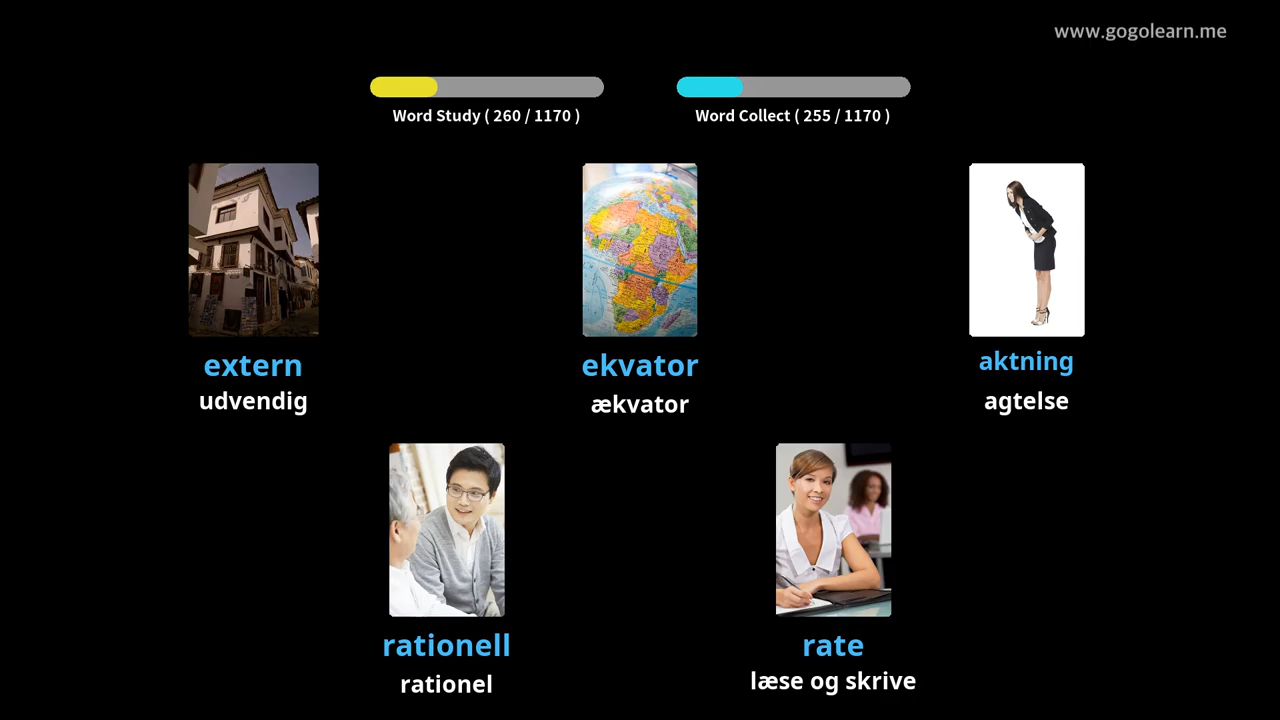 www.gogolearn.me
Word Study ( 260 / 1170 )
Word Collect ( 255 / 1170 )
extern
udvendig
ekvator
ækvator
aktning
agtelse
rationell
rationel
rate
læse og skrive